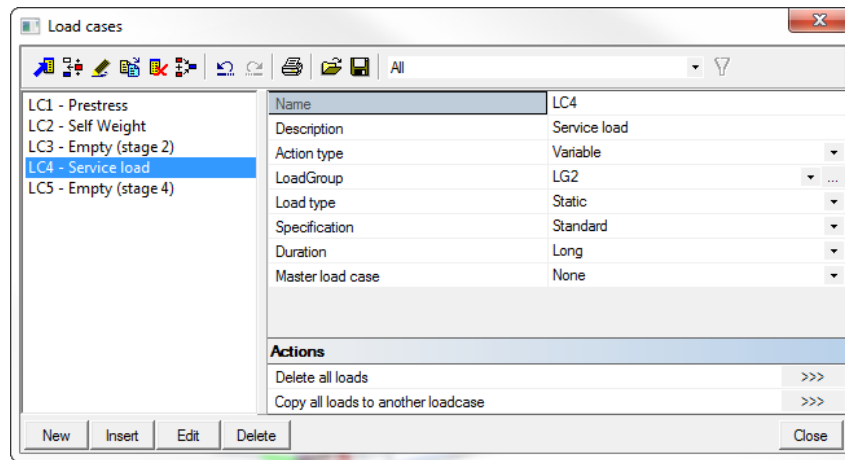 Load cases
All
LC1 - Prestress
LC2 - Self Weight
LC3 - Empty (stage 2)
LC4 - Service load
LC5 - Empty (stage 4)
Name LC4
Description Service load
Action type Variable
LoadGroup LG2 ...
Load type Static
Specification Standard
Duration Long
Master load case None
Actions
Delete all loads >>>
Copy all loads to another loadcase >>>
New Insert Edit Delete Close